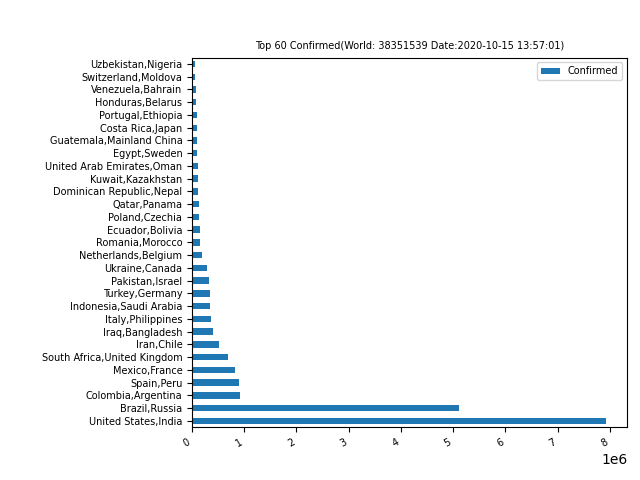 Top 60 Confirmed(World: 38351539 Date:2020-10-15 13:57:01)
Confirmed
Uzbekistan,Nigeria
Switzerland,Moldova
Venezuela,Bahrain
Honduras,Belarus
Portugal,Ethiopia
Costa Rica,Japan
Guatemala,Mainland China
Egypt,Sweden
United Arab Emirates,Oman
Kuwait,Kazakhstan
Dominican Republic,Nepal
Qatar,Panama
Poland,Czechia
Ecuador,Bolivia
Romania,Morocco
Netherlands,Belgium
Ukraine,Canada
Pakistan,Israel
Turkey,Germany
Indonesia,Saudi Arabia
Italy,Philippines
Iraq,Bangladesh
Iran,Chile
South Africa,United Kingdom
Mexico,France
Spain,Peru
Colombia,Argentina
Brazil,Russia
United States,India
0 1 2 3 4 5 6 7 8
1e6